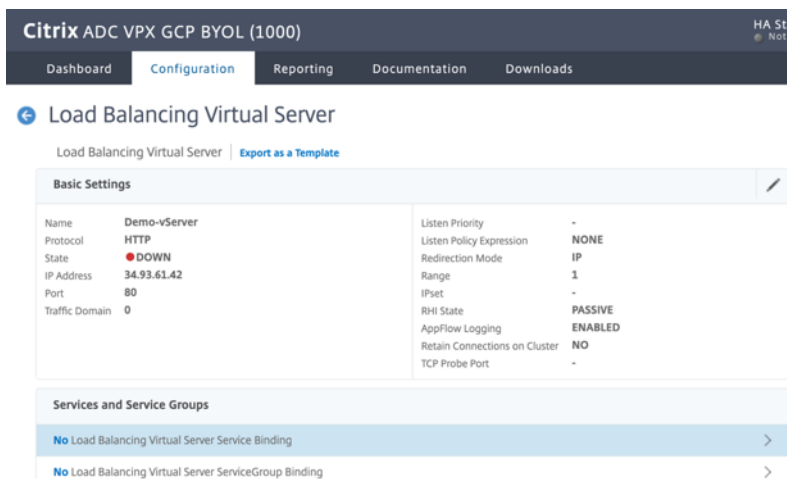 Citrix ADC VPX GCP BYOL (1000)
HA St
Not
Dashboard Configuration Reporting Documentation Downloads
Load Balancing Virtual Server
Load Balancing Virtual Server | Export as a Template
Basic Settings
Name Demo-vServer
Protocol HTTP
State DOWN
IP Address 34.93.61.42
Port 80
Traffic Domain 0
Listen Priority -
Listen Policy Expression NONE
Redirection Mode IP
Range 1
IPset -
RHI State PASSIVE
AppFlow Logging ENABLED
Retain Connections on Cluster NO
TCP Probe Port -
Services and Service Groups
No Load Balancing Virtual Server Service Binding
No Load Balancing Virtual Server ServiceGroup Binding